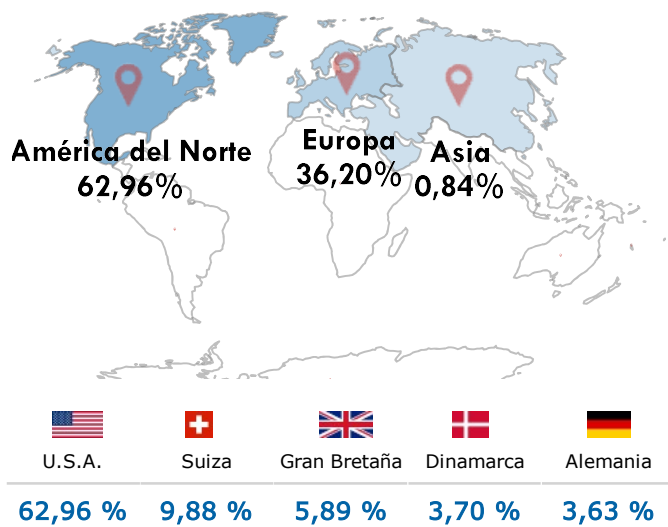 América del Norte
62,96%
Europa
36,20%
Asia
0,84%
U.S.A. Suiza Gran Bretaña Dinamarca Alemania
62,96 % 9,88 % 5,89 % 3,70 % 3,63 %